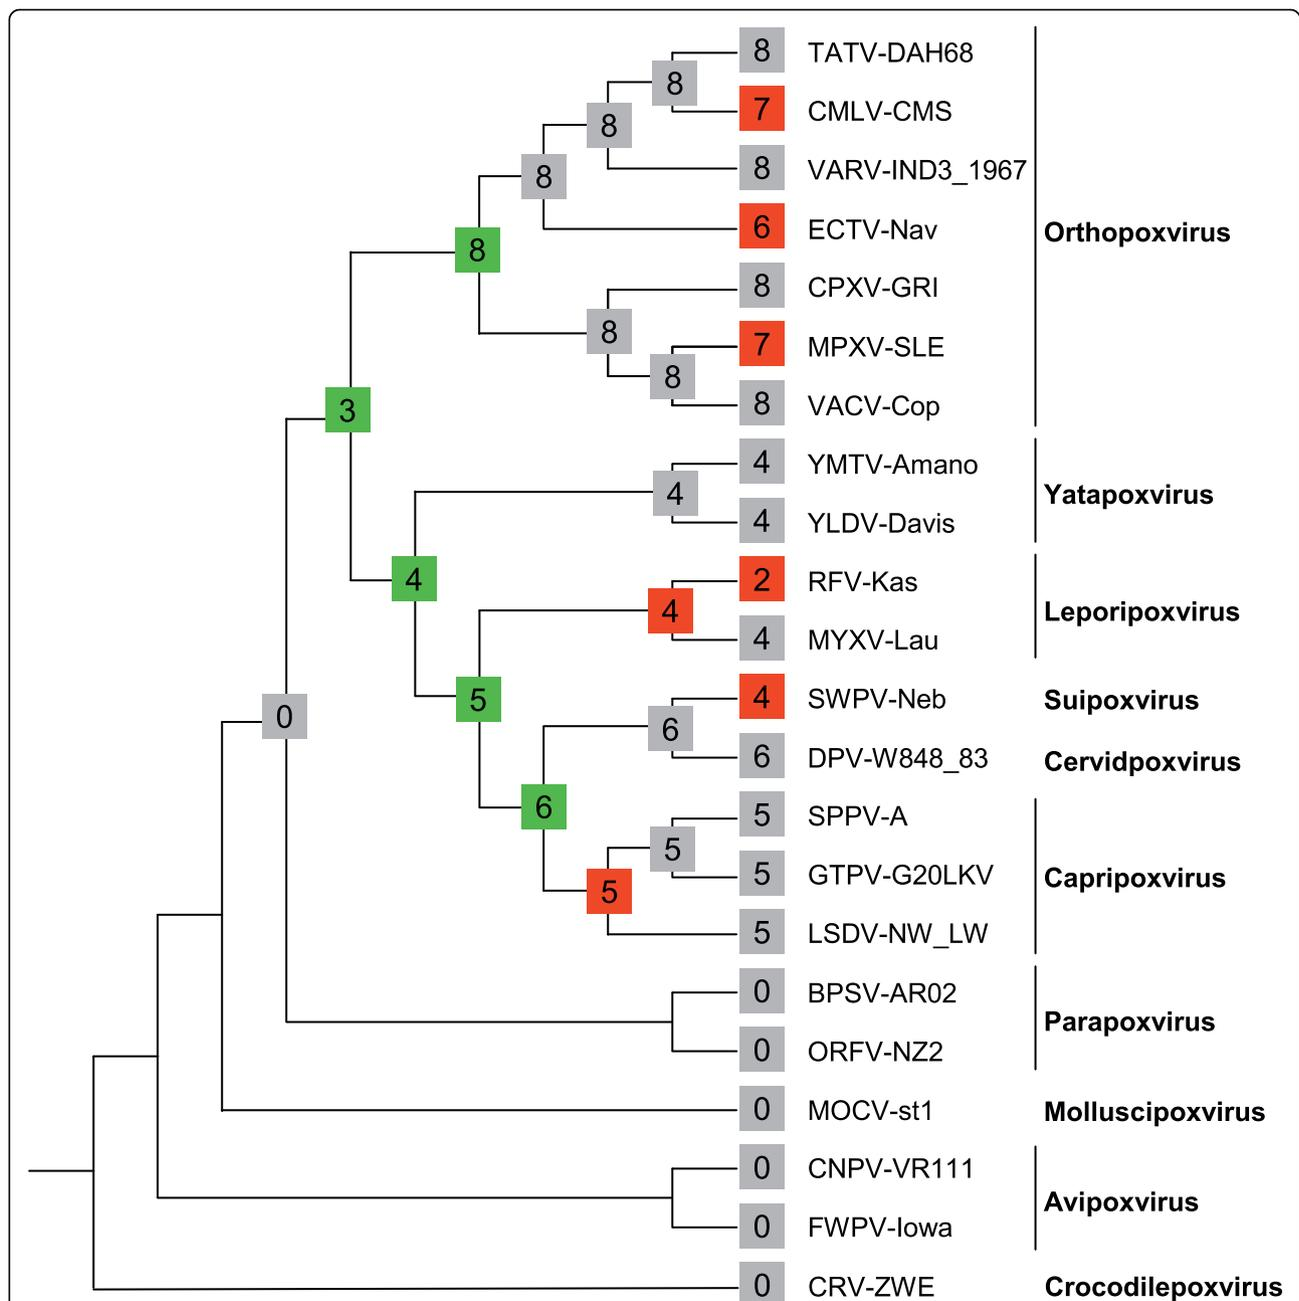 8 TATV-DAH68
8
7 CMLV-CMS
8
8 VARV-IND3_1967
8
6 ECTV-Nav
Orthopoxvirus
8
8 CPXV-GRI
8
7 MPXV-SLE
8
8 VACV-Cop
3
4 YMTV-Amano
4 Yatapoxvirus
4 YLDV-Davis
4
2 RFV-Kas
4 Leporipoxvirus
4 MYXV-Lau
5
4 SWPV-Neb Suipoxvirus
0
6
6 DPV-W848_83 Cervidpoxvirus
6
5 SPPV-A
5
5 GTPV-G20LKV Capripoxvirus
5
5 LSDV-NW_LW
0 BPSV-AR02
Parapoxvirus
0 ORFV-NZ2
0 MOCV-st1 Molluscipoxvirus
0 CNPV-VR111
Avipoxvirus
0 FWPV-Iowa
0 CRV-ZWE Crocodilepoxvirus